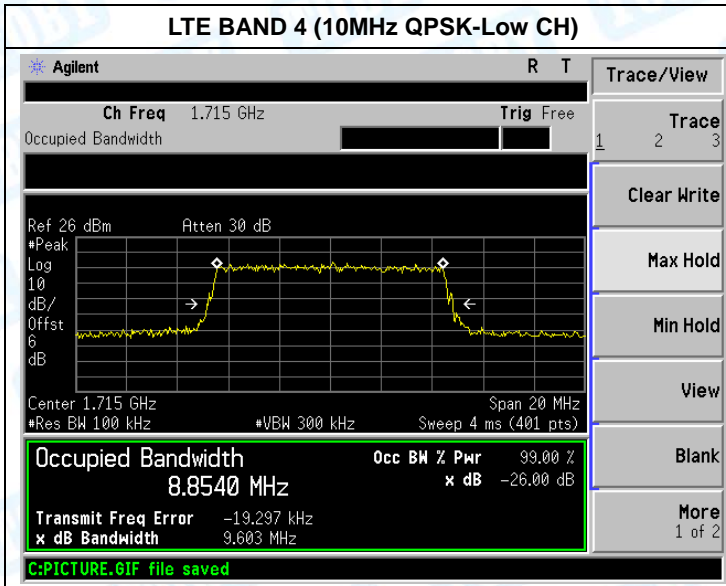 LTE BAND 4 (10MHz QPSK-Low CH)
Agilent R T
Ch Freq 1.715 GHz Trig Free
Occupied Bandwidth
Ref 26 dBm Atten 30 dB
#Peak
Log
10
dB/
Offst
6
dB
Center 1.715 GHz Span 20 MHz
#Res BW 100 kHz #VBW 300 kHz Sweep 4 ms (401 pts)
Occupied Bandwidth Occ BW % Pwr 99.00 %
8.8540 MHz x dB -26.00 dB
Transmit Freq Error -19.297 kHz
x dB Bandwidth 9.603 MHz
C:PICTURE.GIF file saved
Trace/View
Trace
1 2 3
Clear Write
Max Hold
Min Hold
View
Blank
More
1 of 2